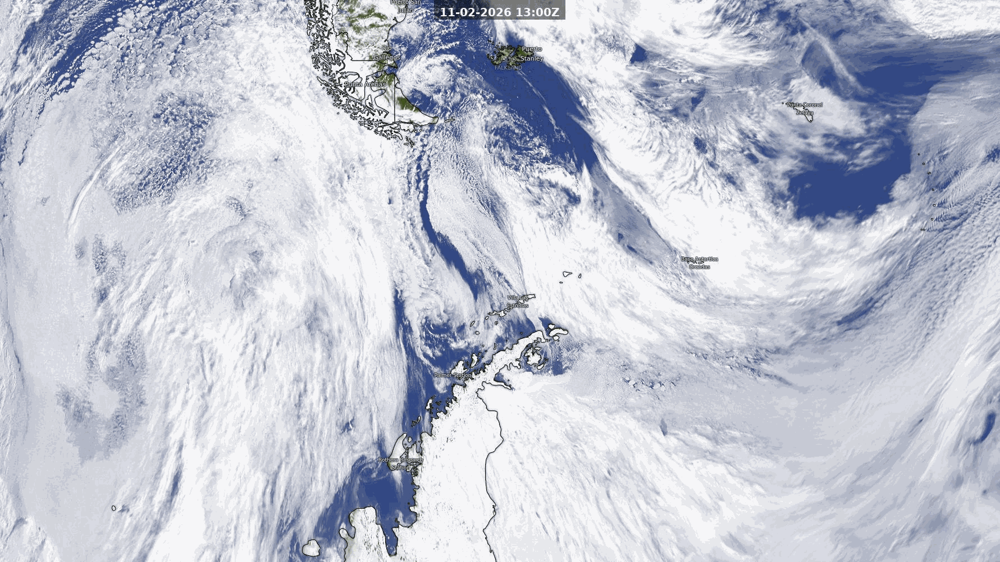 Puerto San
Julian
11-02-2026 13:00Z
Rio
Gallegos
Puerto
Stanley
FALKLAND
Punta Arenas
Punta Coronel
Zelaya
Base Antartica
Orcadas
Villa Las
Estrellas
Palmer Station
Rothera Research
Station